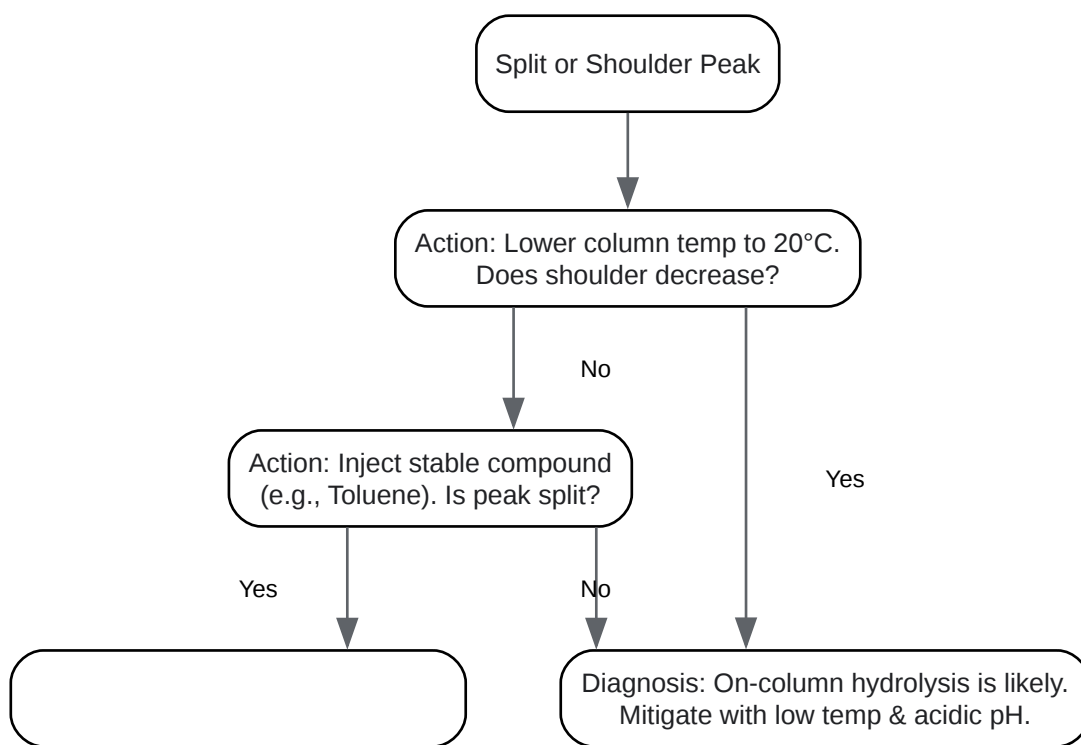 Split or Shoulder Peak
Action: Lower column temp to 20°C.
Does shoulder decrease?
No
Action: Inject stable compound
(e.g., Toluene). Is peak split?
Yes
Yes
No
Diagnosis: On-column hydrolysis is likely.
Mitigate with low temp & acidic pH.